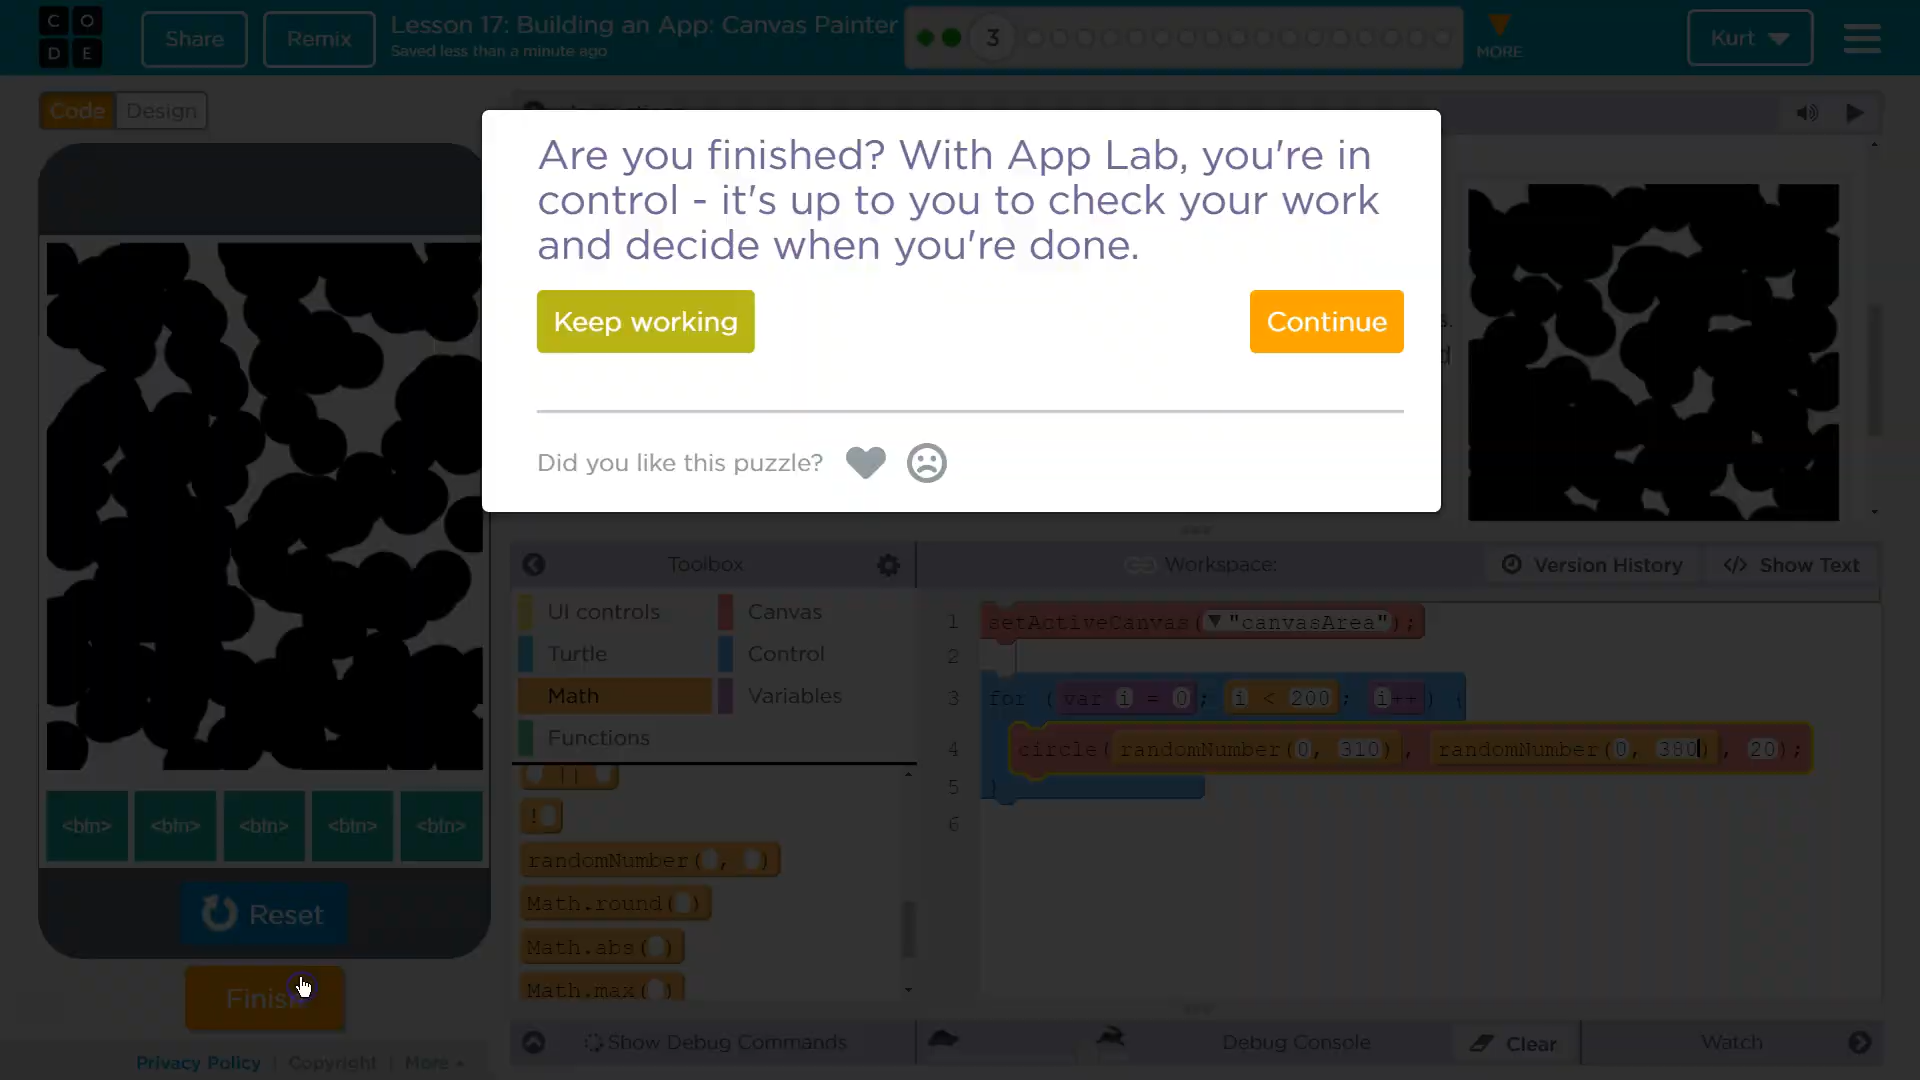 C O
D E
Share
Remix
Lesson 17: Building an App: Canvas Painter
Saved less than a minute ago
3
MORE
Kurt
Code
Design
Are you finished? With App Lab, you're in
control - it's up to you to check your work
and decide when you're done.
Keep working
Continue
Did you like this puzzle?
Toolbox
Workspace:
Version History
</> Show Text
UI controls
Canvas
Turtle
Control
Math
Variables
Functions
||
!
randomNumber( , )
Math.round( )
Math.abs( )
Math.max( )
1 setActiveCanvas(▼"canvasArea");
2
3 for (var i = 0; i < 200; i++) {
4 circle(randomNumber(0, 310), randomNumber(0, 380), 20);
5 }
6
<btn> <btn> <btn> <btn> <btn>
Reset
Finish
Show Debug Commands
Debug Console
Clear
Watch
Privacy Policy | Copyright | More